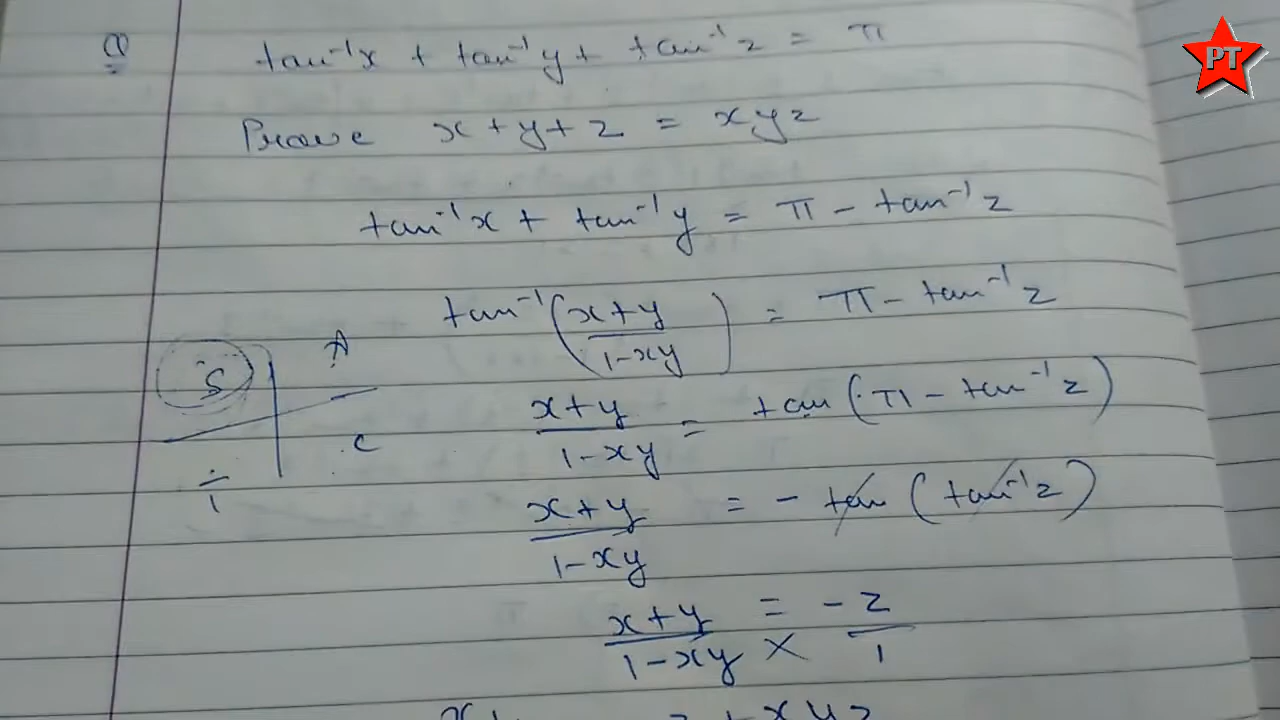 Q tan⁻¹x + tan⁻¹y + tan⁻¹z = π
PT
Prove x + y + z = xyz
tan⁻¹x + tan⁻¹y = π - tan⁻¹z
tan⁻¹(x+y/1-xy) = π - tan⁻¹z
S A
C
x+y/1-xy = tan(π - tan⁻¹z)
x+y/1-xy = - tan(tan⁻¹z)
x+y/1-xy = -z/1